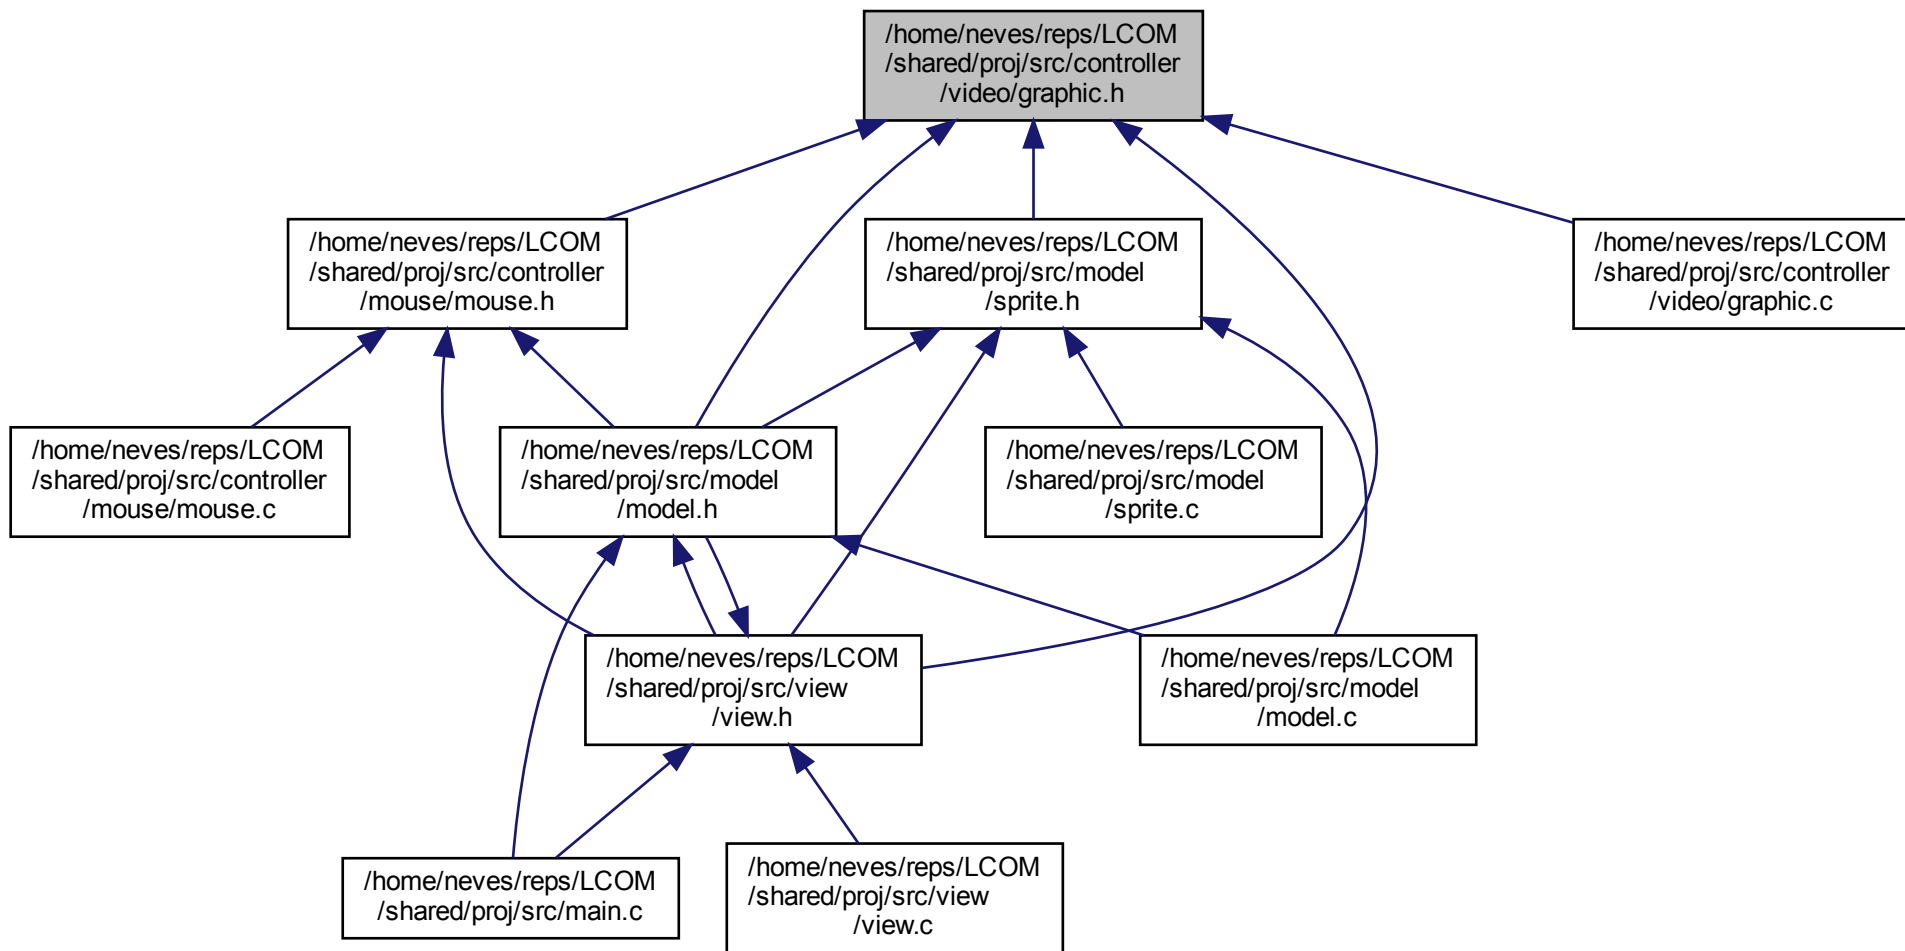 /home/neves/reps/LCOM
/shared/proj/src/controller
/video/graphic.h
/home/neves/reps/LCOM
/shared/proj/src/controller
/mouse/mouse.h
/home/neves/reps/LCOM
/shared/proj/src/model
/sprite.h
/home/neves/reps/LCOM
/shared/proj/src/controller
/video/graphic.c
/home/neves/reps/LCOM
/shared/proj/src/controller
/mouse/mouse.c
/home/neves/reps/LCOM
/shared/proj/src/model
/model.h
/home/neves/reps/LCOM
/shared/proj/src/model
/sprite.c
/home/neves/reps/LCOM
/shared/proj/src/view
/view.h
/home/neves/reps/LCOM
/shared/proj/src/model
/model.c
/home/neves/reps/LCOM
/shared/proj/src/main.c
/home/neves/reps/LCOM
/shared/proj/src/view
/view.c